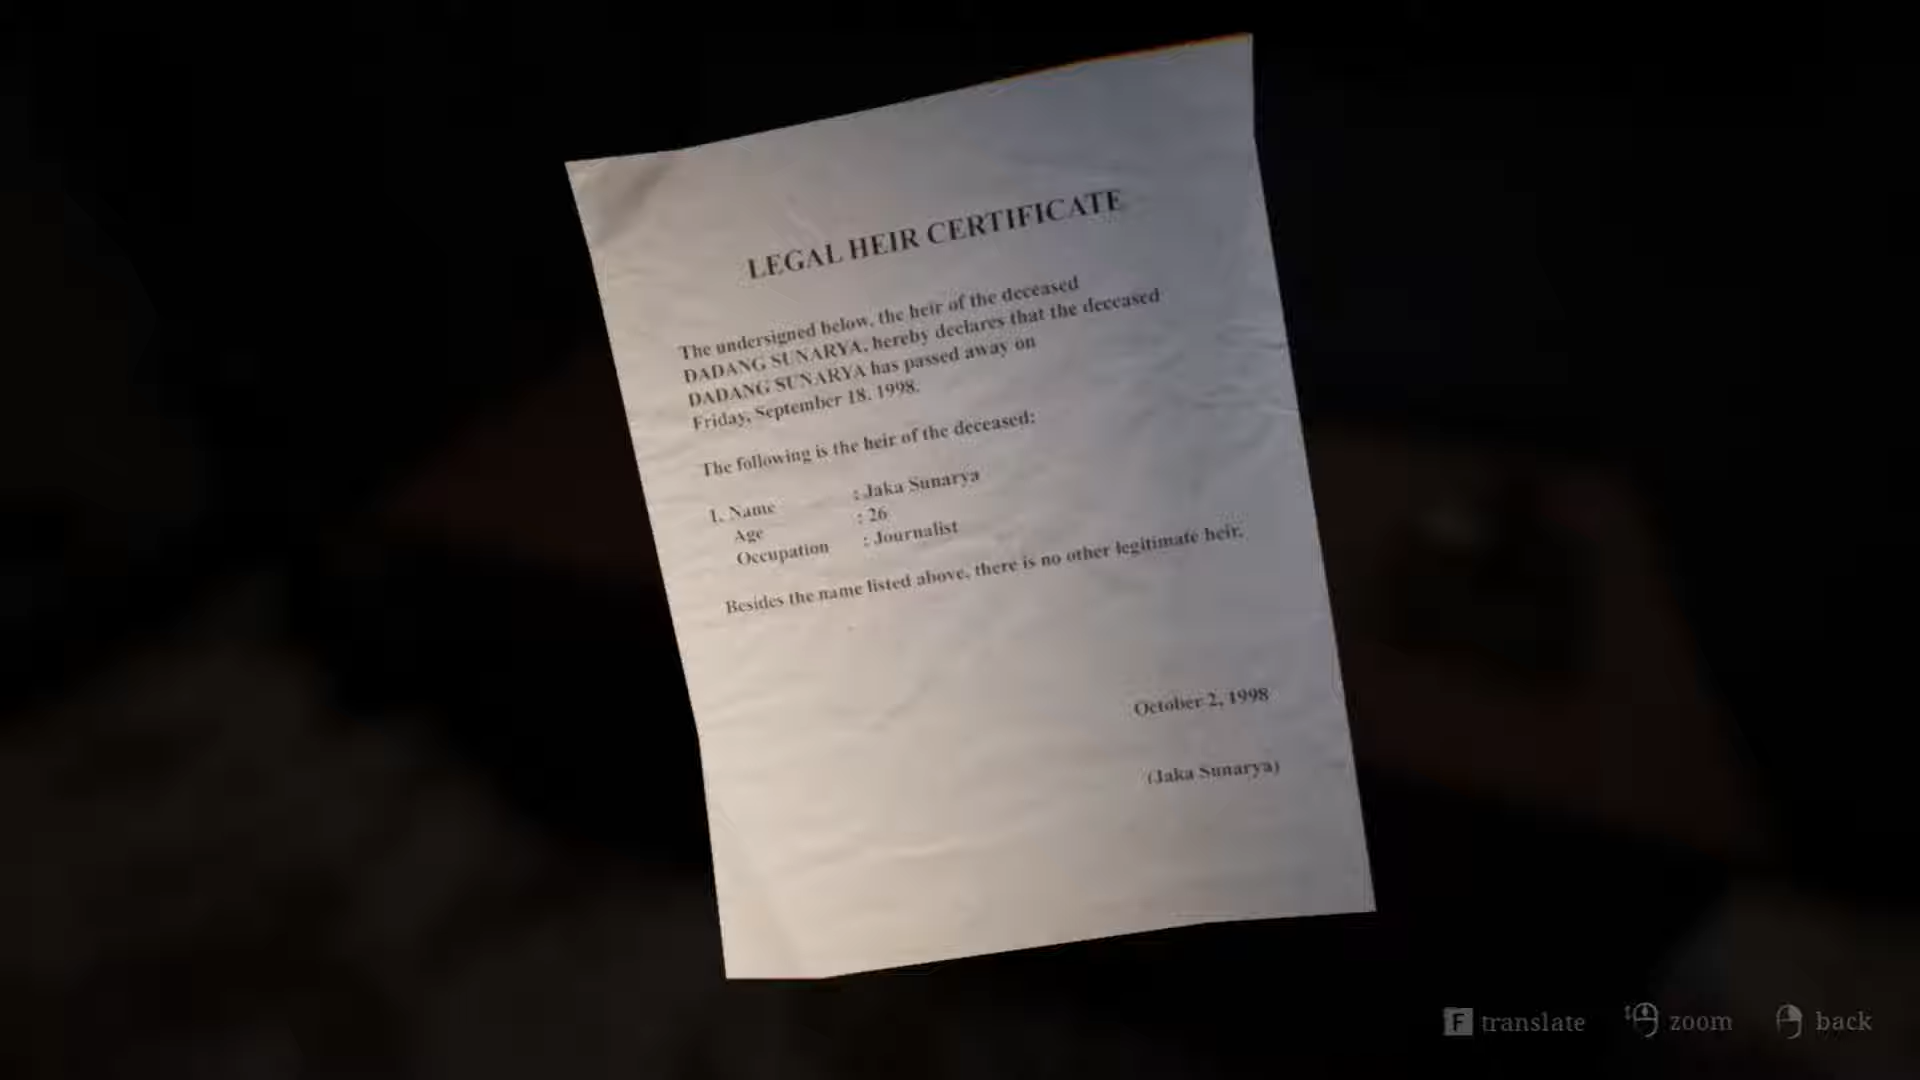 LEGAL HEIR CERTIFICATE
The undersigned below, the heir of the deceased
DADANG SUNARYA, hereby declares that the deceased
DADANG SUNARYA has passed away on
Friday, September 18, 1998.
The following is the heir of the deceased:
1. Name : Jaka Sunarya
Age : 26
Occupation : Journalist
Besides the name listed above, there is no other legitimate heir.
October 2, 1998
(Jaka Sunarya)
F translate zoom back